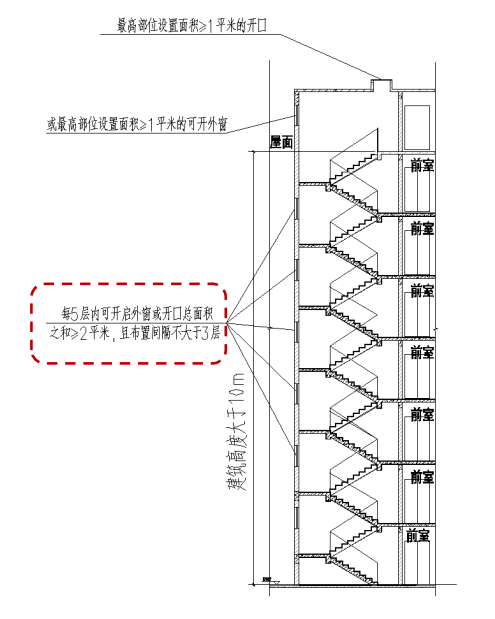 最高部位设置面积≥1平米的开口
或最高部位设置面积≥1平米的可开外窗
屋面
前室
前室
前室
每5层内可开启外窗或开口总面积
之和≥2平米，且布置间隔不大于3层
前室
建筑高度大于10m
前室
前室
前室